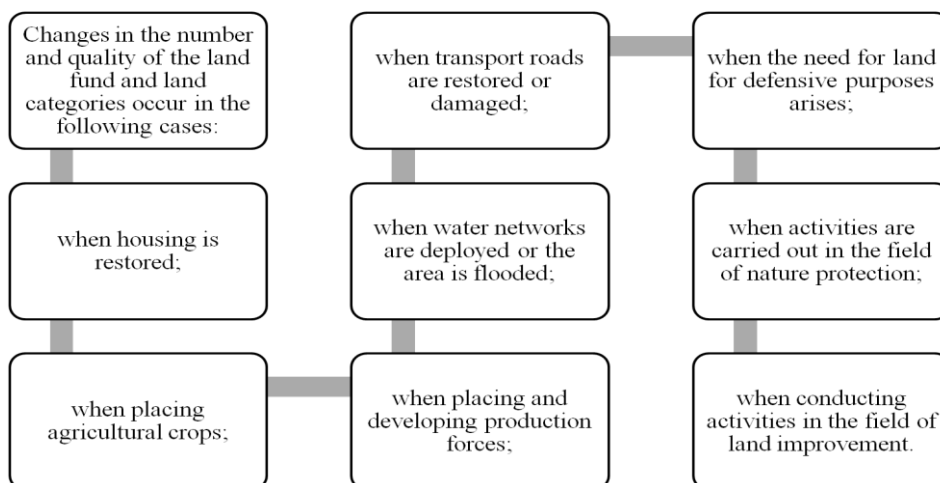 Changes in the number
and quality of the land
fund and land
categories occur in the
following cases:
when housing is
restored;
when placing
agricultural crops;
when placing and
developing production
forces;
when water networks
are deployed or the
area is flooded;
when transport roads
are restored or
damaged;
when the need for land
for defensive purposes
arises;
when activities are
carried out in the field
of nature protection;
when conducting
activities in the field of
land improvement.